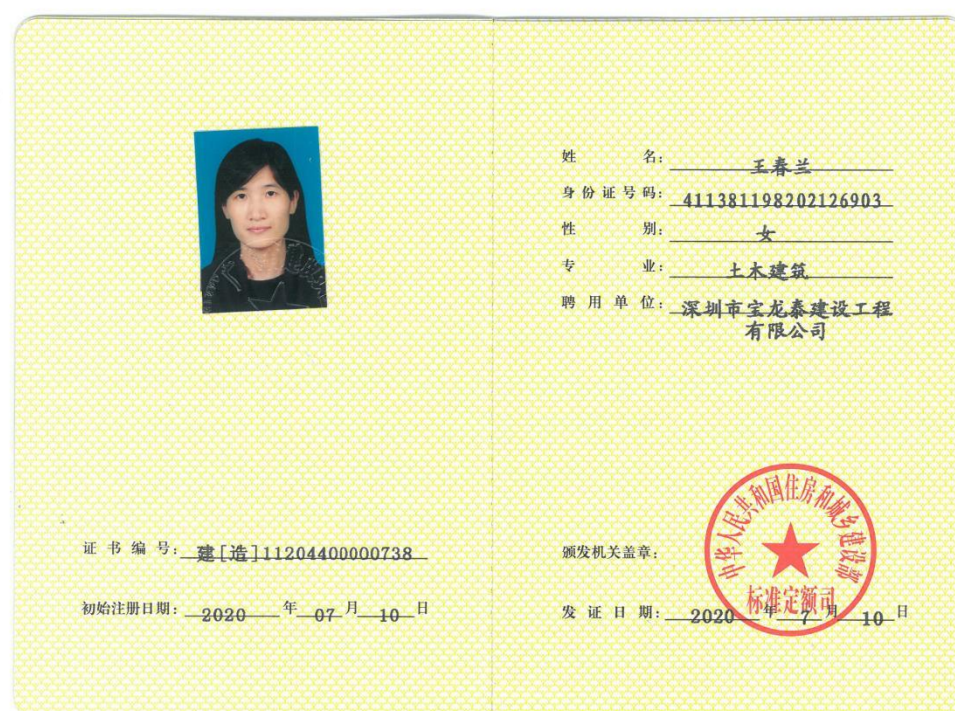 姓 名: 王春兰
身份证号码: 411381198202126903
性 别: 女
专 业: 土木建筑
聘用单位: 深圳市宝龙泰建设工程
有限公司
证书编号: 建[造]11204400000738
初始注册日期: 2020 年 07 月 10 日
颁发机关盖章:
中华人民共和国住房和城乡建设部
标准定额司
发证日期: 2020 年 7 月 10 日